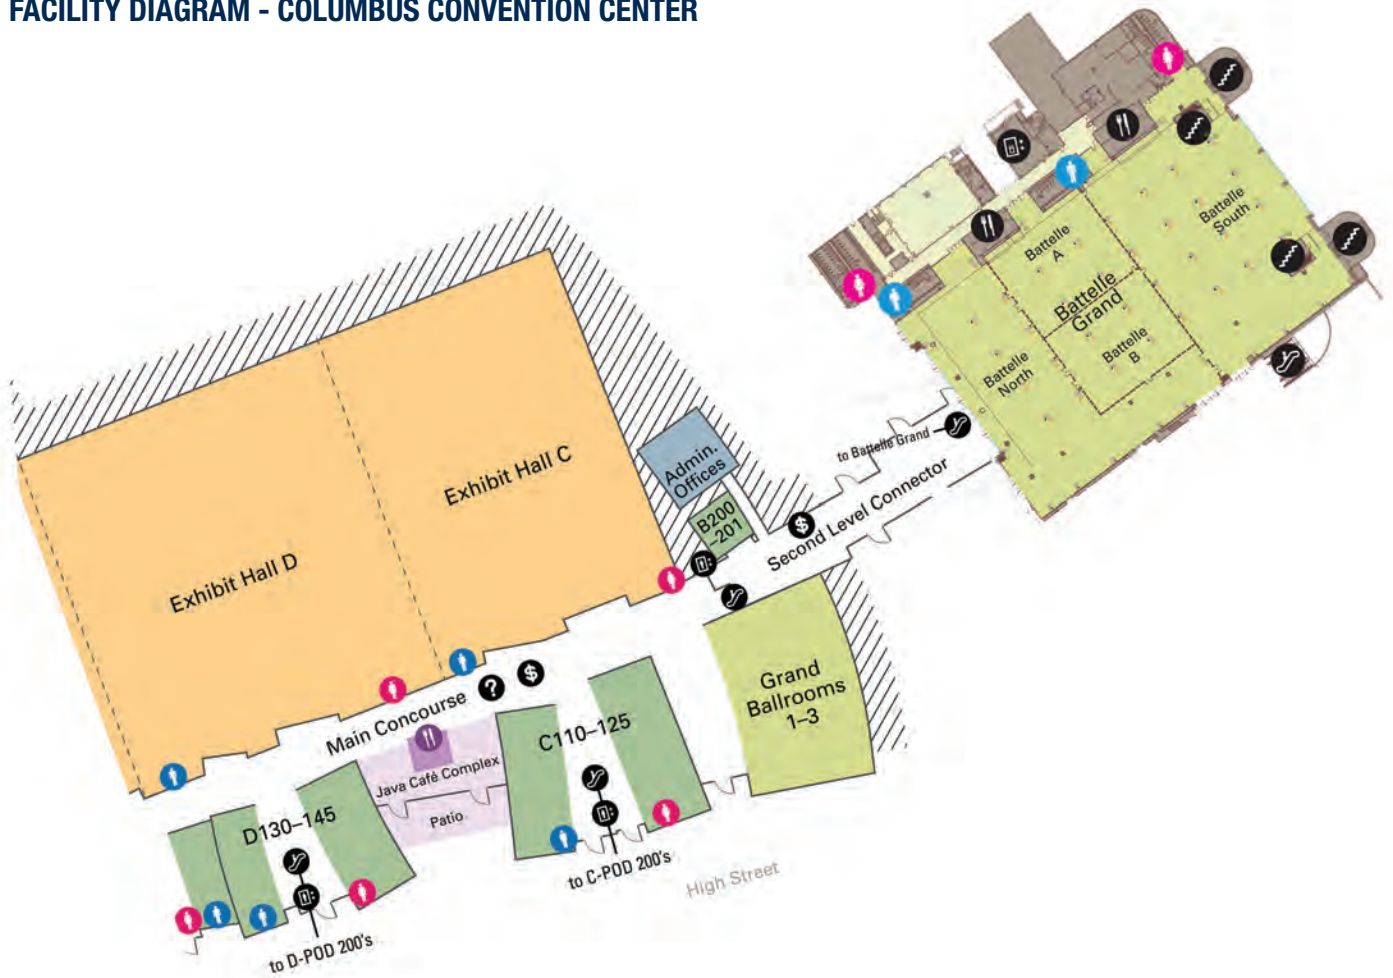 FACILITY DIAGRAM - COLUMBUS CONVENTION CENTER
Battelle
South
Battelle
A
Battelle
Grand
Battelle
B
Battelle
North
to Battelle Grand
Second Level Connector
Admin.
Offices
B200
-201
$
Exhibit Hall C
Exhibit Hall D
Main Concourse
?
$
Grand
Ballrooms
1–3
C110–125
Java Café Complex
Patio
D130–145
to C-POD 200's
High Street
to D-POD 200's